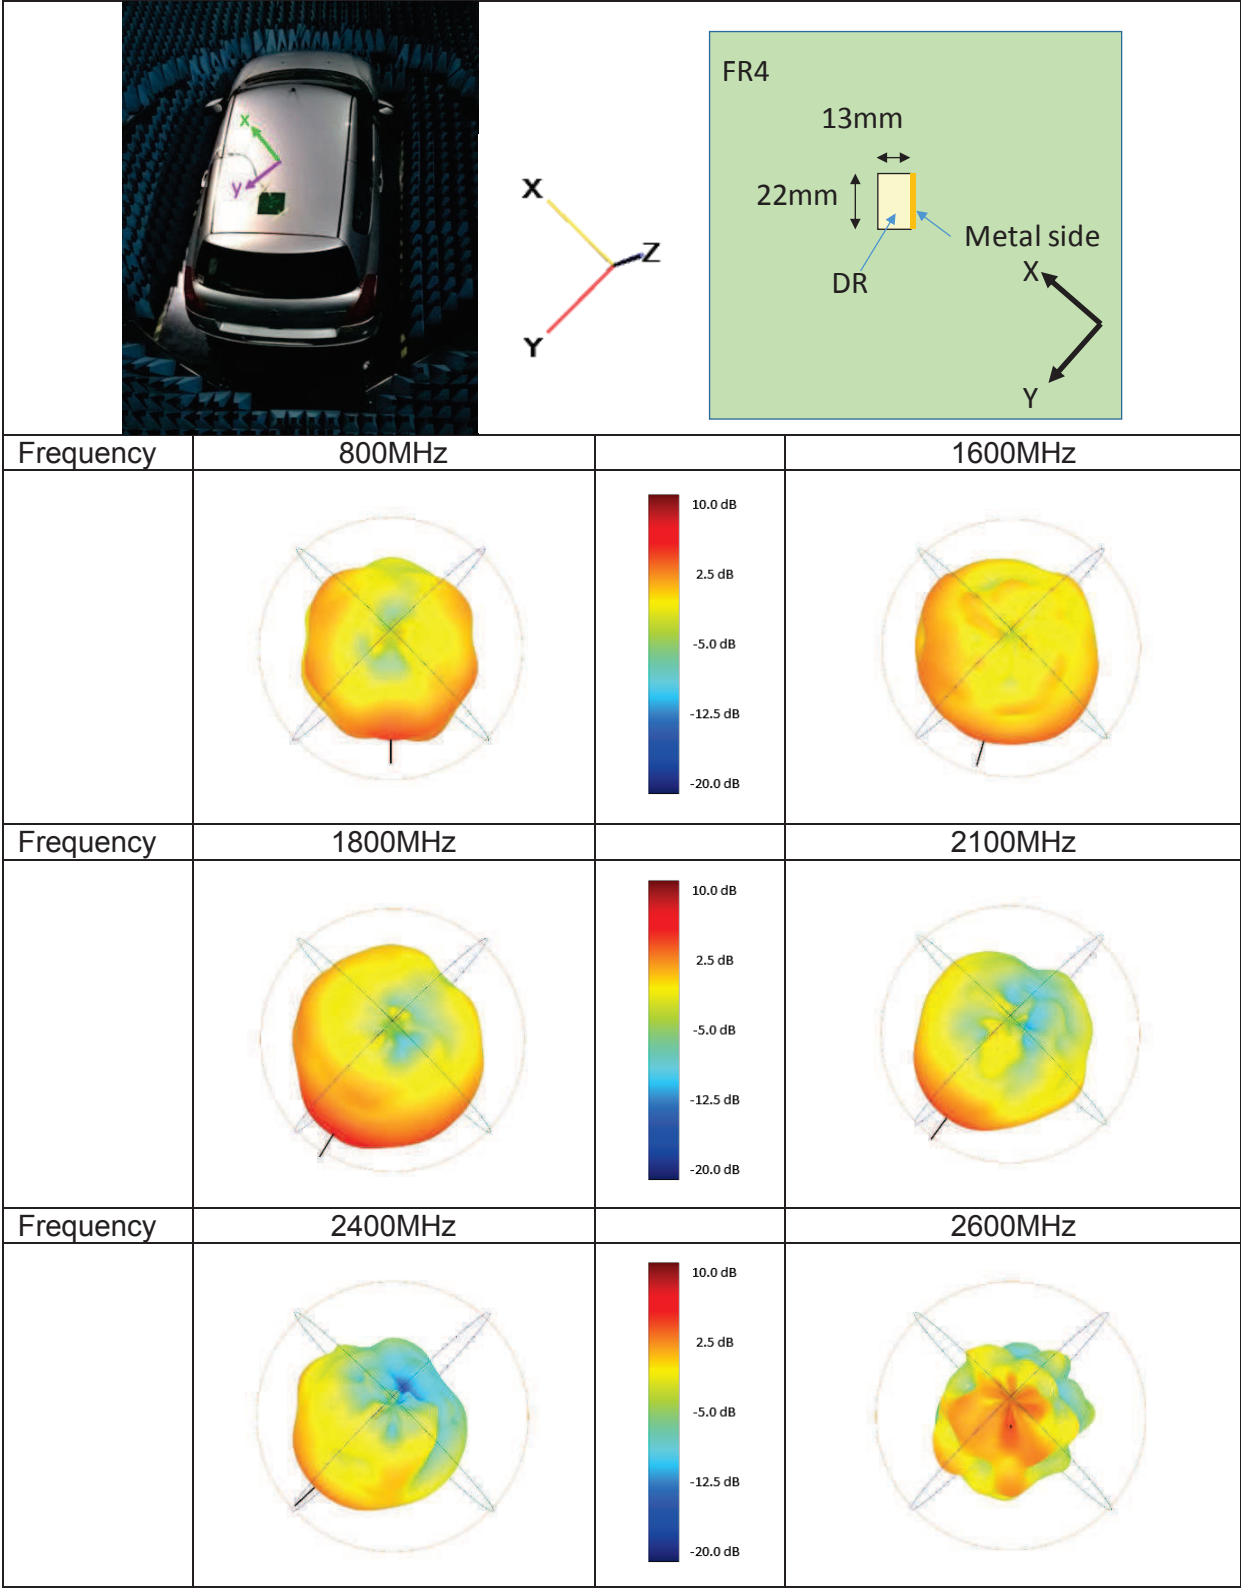 x
y
X
Z
Y
FR4
13mm
22mm
Metal side
DR
X
Y
Frequency 800MHz 1600MHz
10.0 dB
2.5 dB
-5.0 dB
-12.5 dB
-20.0 dB
Frequency 1800MHz 2100MHz
10.0 dB
2.5 dB
-5.0 dB
-12.5 dB
-20.0 dB
Frequency 2400MHz 2600MHz
10.0 dB
2.5 dB
-5.0 dB
-12.5 dB
-20.0 dB